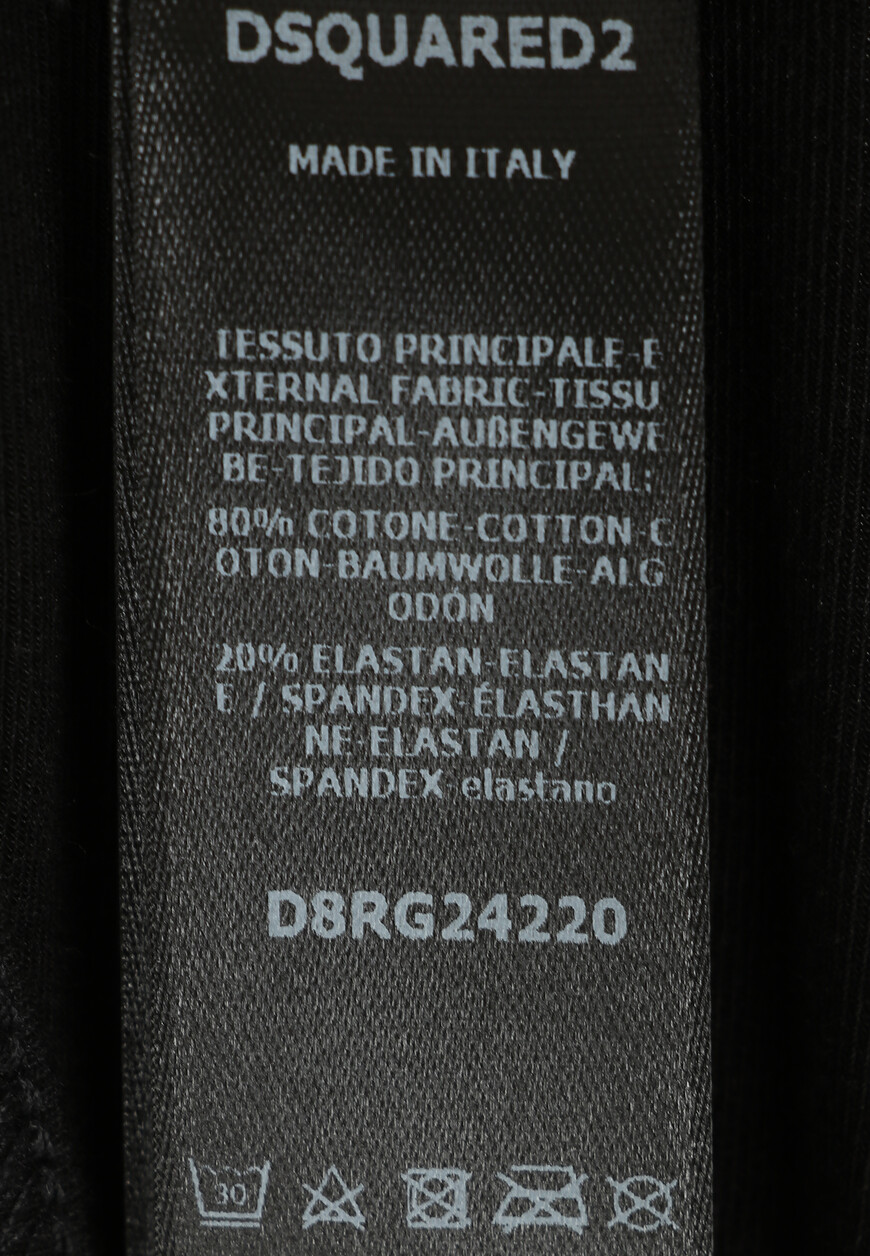 DSQUARED2
MADE IN ITALY
TESSUTO PRINCIPALE-E
XTERNAL FABRIC-TISSU
PRINCIPAL-AUßENGEWE
BE-TEJIDO PRINCIPAL:
80% COTONE-COTTON-C
OTON-BAUMWOLLE-ALG
ODÓN
20% ELASTAN-ELASTAN
E / SPANDEX-ÉLASTHAN
NE-ELASTAN /
SPANDEX-elastano
D8RG24220
30